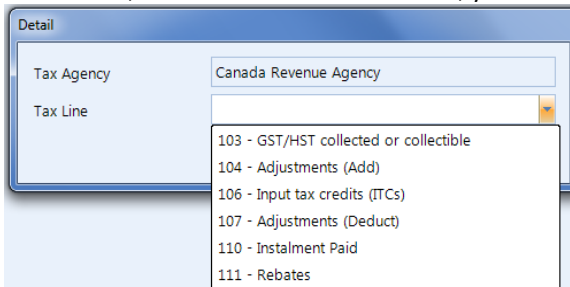 Detail
Tax Agency
Canada Revenue Agency
Tax Line
103 - GST/HST collected or collectible
104 - Adjustments (Add)
106 - Input tax credits (ITCs)
107 - Adjustments (Deduct)
110 - Instalment Paid
111 - Rebates